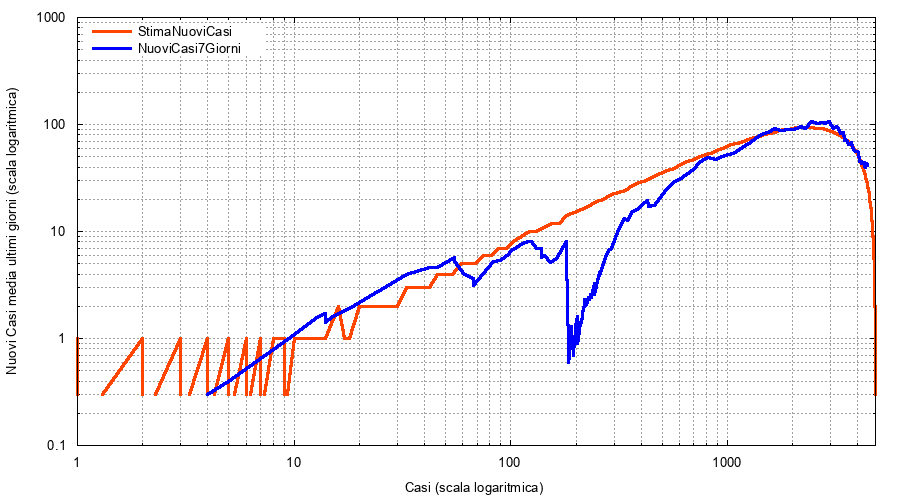 1000
StimaNuoviCasi
NuoviCasi7Giorni
100
10
1
0.1
Nuovi Casi media ultimi giorni (scala logaritmica)
1 10 100 1000
Casi (scala logaritmica)